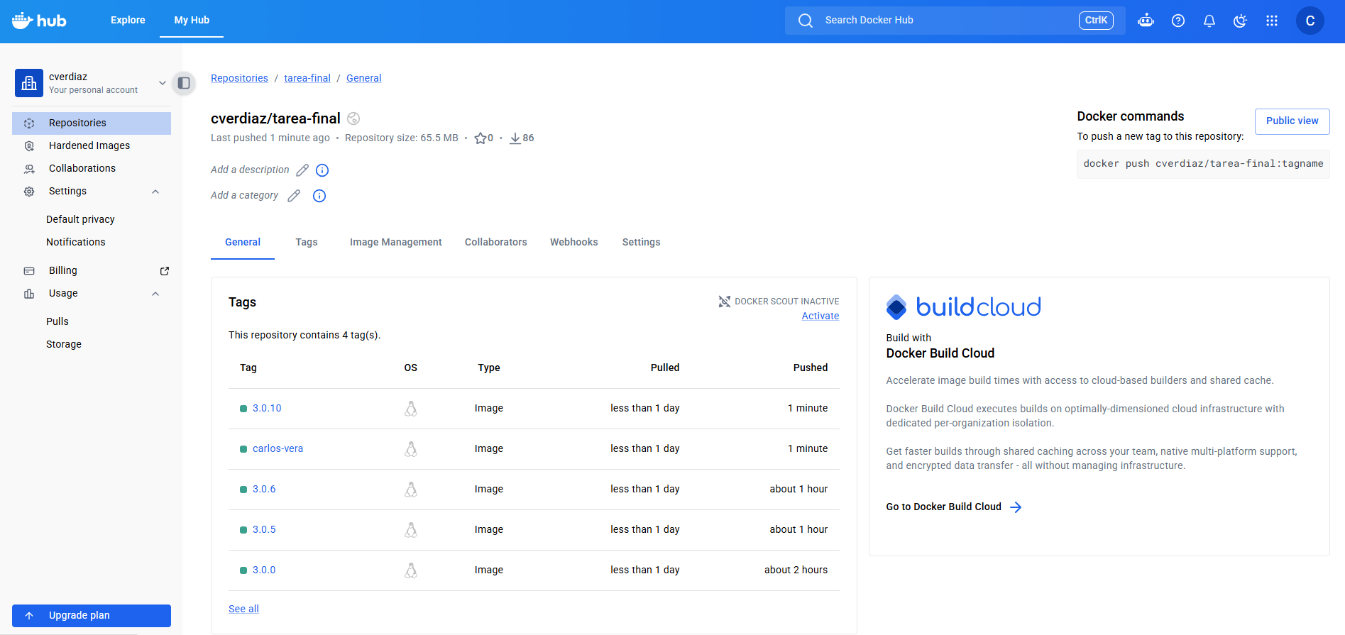 hub
Explore
My Hub
Search Docker Hub
CtrlK
C
cverdiaz
Your personal account
Repositories
Hardened Images
Collaborations
Settings
Default privacy
Notifications
Billing
Usage
Pulls
Storage
Upgrade plan
Repositories / tarea-final / General
cverdiaz/tarea-final
Last pushed 1 minute ago • Repository size: 65.5 MB • 0 • 86
Add a description
Add a category
Docker commands
Public view
To push a new tag to this repository:
docker push cverdiaz/tarea-final:tagname
General
Tags
Image Management
Collaborators
Webhooks
Settings
Tags
DOCKER SCOUT INACTIVE
Activate
This repository contains 4 tag(s).
Tag OS Type Pulled Pushed
3.0.10 Image less than 1 day 1 minute
carlos-vera Image less than 1 day 1 minute
3.0.6 Image less than 1 day about 1 hour
3.0.5 Image less than 1 day about 1 hour
3.0.0 Image less than 1 day about 2 hours
See all
buildcloud
Build with
Docker Build Cloud
Accelerate image build times with access to cloud-based builders and shared cache.
Docker Build Cloud executes builds on optimally-dimensioned cloud infrastructure with
dedicated per-organization isolation.
Get faster builds through shared caching across your team, native multi-platform support,
and encrypted data transfer - all without managing infrastructure.
Go to Docker Build Cloud